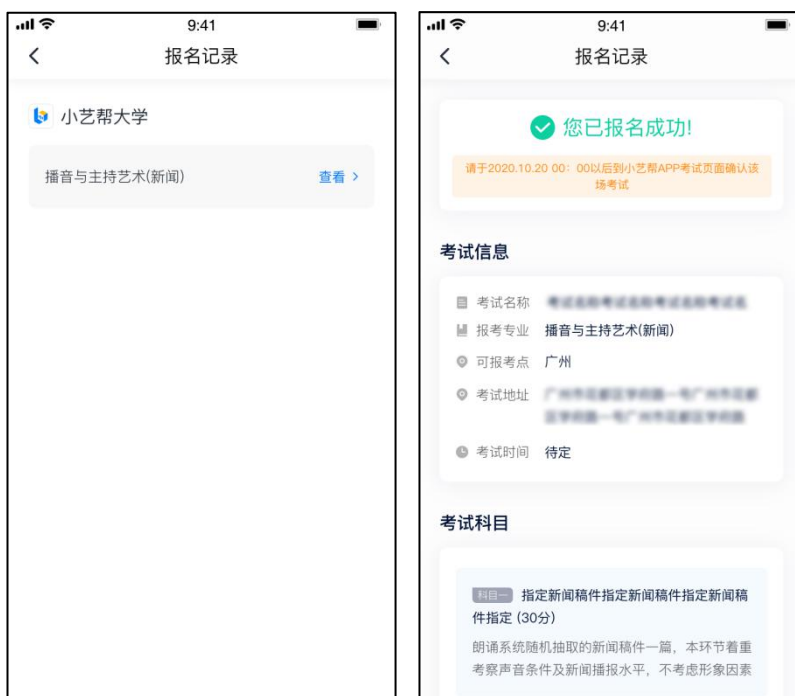 9:41
报名记录
小艺帮大学
播音与主持艺术(新闻)
查看 >
9:41
报名记录
您已报名成功!
请于2020.10.20 00：00以后到小艺帮APP考试页面确认该
场考试
考试信息
考试名称
报考专业 播音与主持艺术(新闻)
可报考点 广州
考试地址
考试时间 待定
考试科目
科目一 指定新闻稿件指定新闻稿件指定新闻稿
件指定 (30分)
朗诵系统随机抽取的新闻稿件一篇，本环节着重
考察声音条件及新闻播报水平，不考虑形象因素